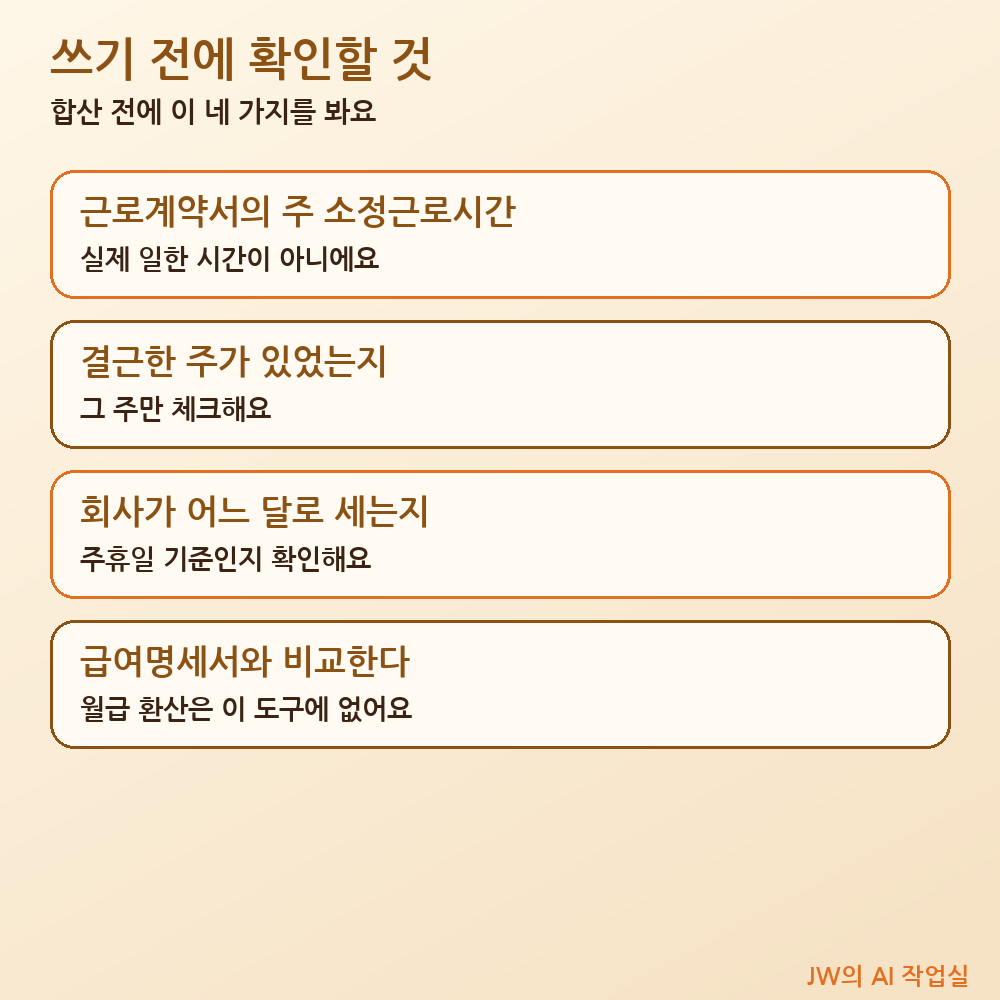 쓰기 전에 확인할 것
합산 전에 이 네 가지를 봐요
근로계약서의 주 소정근로시간
실제 일한 시간이 아니에요
결근한 주가 있었는지
그 주만 체크해요
회사가 어느 달로 세는지
주휴일 기준인지 확인해요
급여명세서와 비교한다
월급 환산은 이 도구에 없어요
JW의 AI 작업실